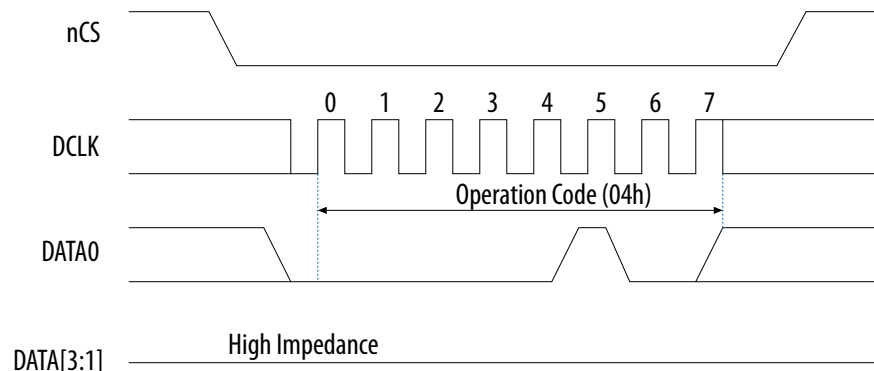 nCS
0 1 2 3 4 5 6 7
DCLK
Operation Code (04h)
DATA0
High Impedance
DATA[3:1]